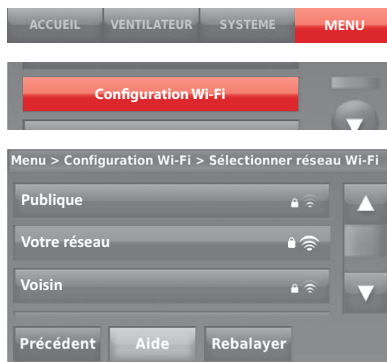 ACCUEIL VENTILATEUR SYSTEME MENU
Configuration Wi-Fi
Menu > Configuration Wi-Fi > Sélectionner réseau Wi-Fi
Publique
Votre réseau
Voisin
Précédent Aide Rebalayer